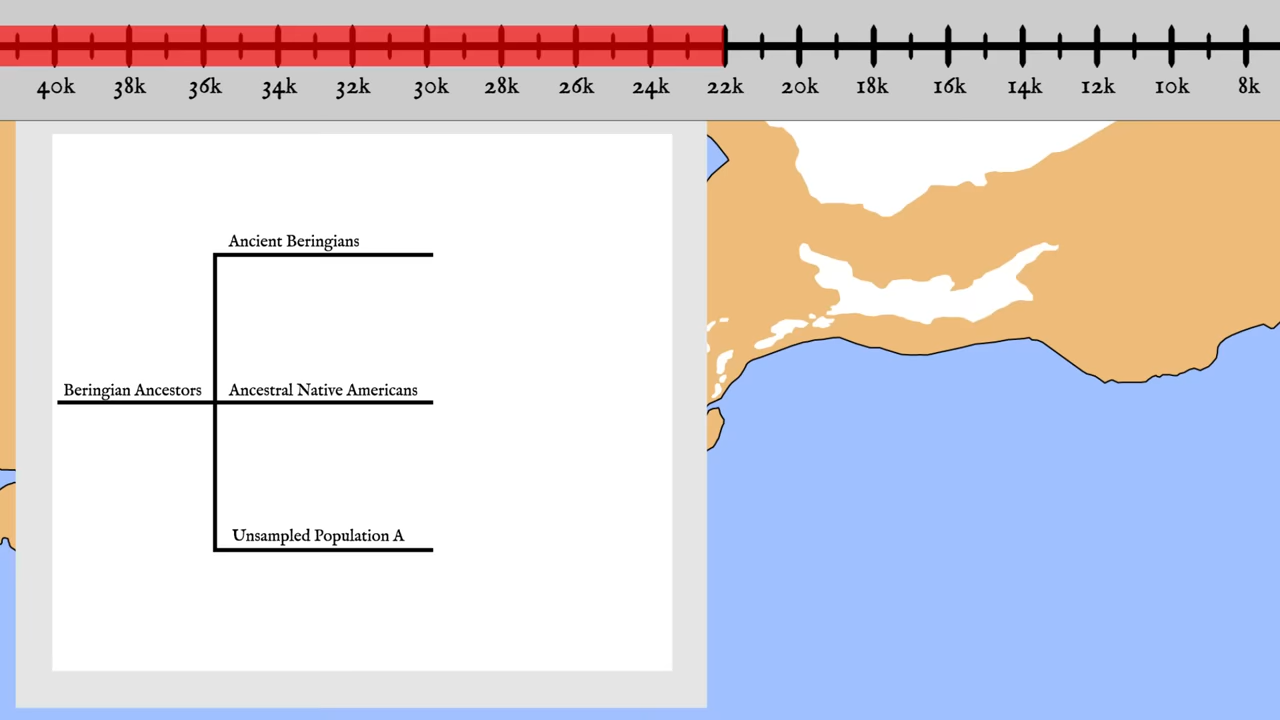 40k 38k 36k 34k 32k 30k 28k 26k 24k 22k 20k 18k 16k 14k 12k 10k 8k
Ancient Beringians
Beringian Ancestors Ancestral Native Americans
Unsampled Population A